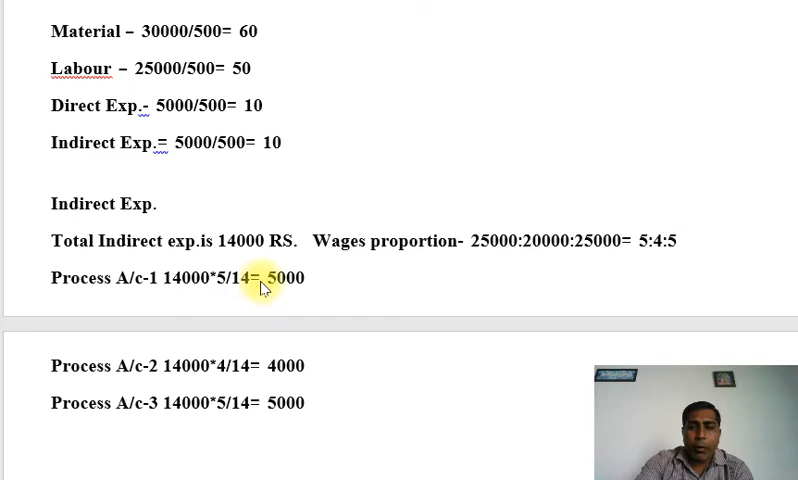 Material – 30000/500= 60
Labour – 25000/500= 50
Direct Exp.- 5000/500= 10
Indirect Exp.= 5000/500= 10
Indirect Exp.
Total Indirect exp.is 14000 RS. Wages proportion- 25000:20000:25000= 5:4:5
Process A/c-1 14000*5/14= 5000
Process A/c-2 14000*4/14= 4000
Process A/c-3 14000*5/14= 5000